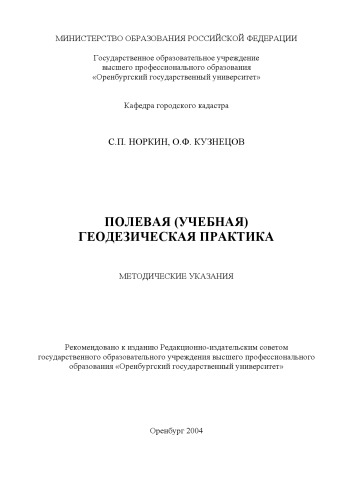 МИНИСТЕРСТВО ОБРАЗОВАНИЯ РОССИЙСКОЙ ФЕДЕРАЦИИ
Государственное образовательное учреждение
высшего профессионального образования
«Оренбургский государственный университет»
Кафедра городского кадастра
С.П. НОРКИН, О.Ф. КУЗНЕЦОВ
ПОЛЕВАЯ (УЧЕБНАЯ)
ГЕОДЕЗИЧЕСКАЯ ПРАКТИКА
МЕТОДИЧЕСКИЕ УКАЗАНИЯ
Рекомендовано к изданию Редакционно-издательским советом
государственного образовательного учреждения высшего профессионального
образования «Оренбургский государственный университет»
Оренбург 2004